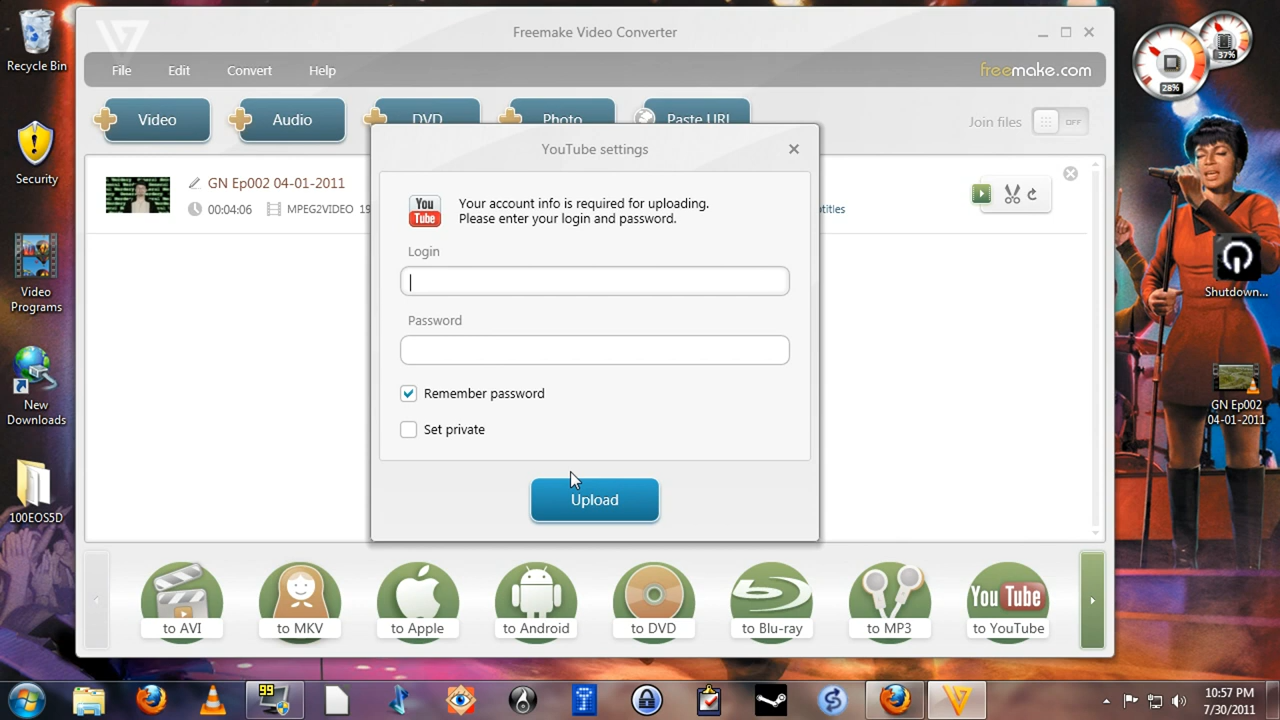 Recycle Bin
Security
Video
Programs
New
Downloads
100EOS5D
Freemake Video Converter
File Edit Convert Help
freemake.com
Video Audio DVD Photo Paste URL
Join files OFF
GN Ep002 04-01-2011
00:04:06 MPEG2VIDEO
YouTube settings
You
Tube
Your account info is required for uploading.
Please enter your login and password.
Login
Password
Remember password
Set private
Upload
to AVI to MKV to Apple to Android to DVD to Blu-ray to MP3 You Tube to YouTube
37%
28%
Shutdown...
GN Ep002
04-01-2011
99
10:57 PM
7/30/2011